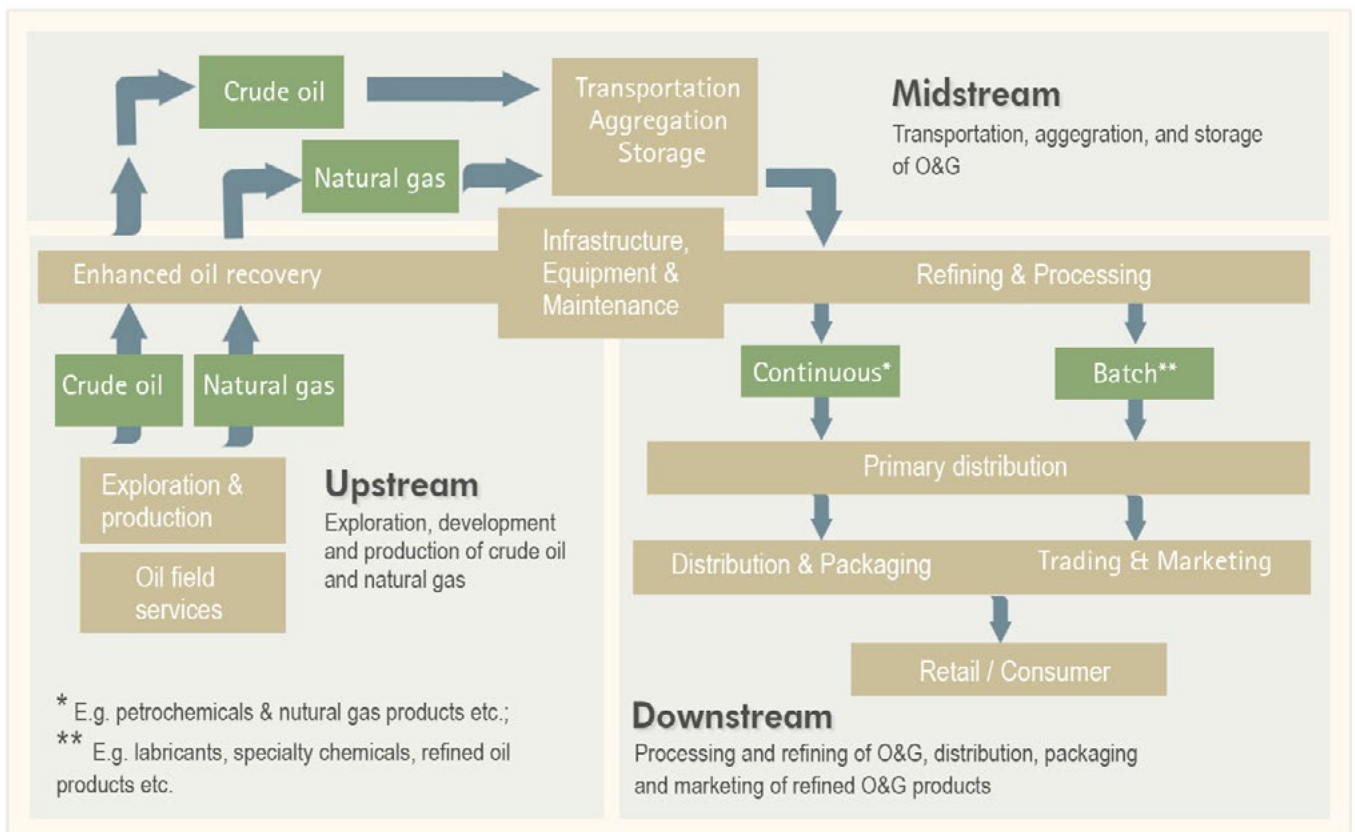 Crude oil
Transportation
Aggregation
Storage
Midstream
Transportation, aggegration, and storage
of O&G
Natural gas
Enhanced oil recovery
Infrastructure,
Equipment &
Maintenance
Refining & Processing
Crude oil
Natural gas
Continuous*
Batch**
Exploration &
production
Oil field
services
Upstream
Exploration, development
and production of crude oil
and natural gas
Primary distribution
Distribution & Packaging
Trading & Marketing
Retail / Consumer
* E.g. petrochemicals & nutural gas products etc.;
** E.g. labricants, specialty chemicals, refined oil
products etc.
Downstream
Processing and refining of O&G, distribution, packaging
and marketing of refined O&G products